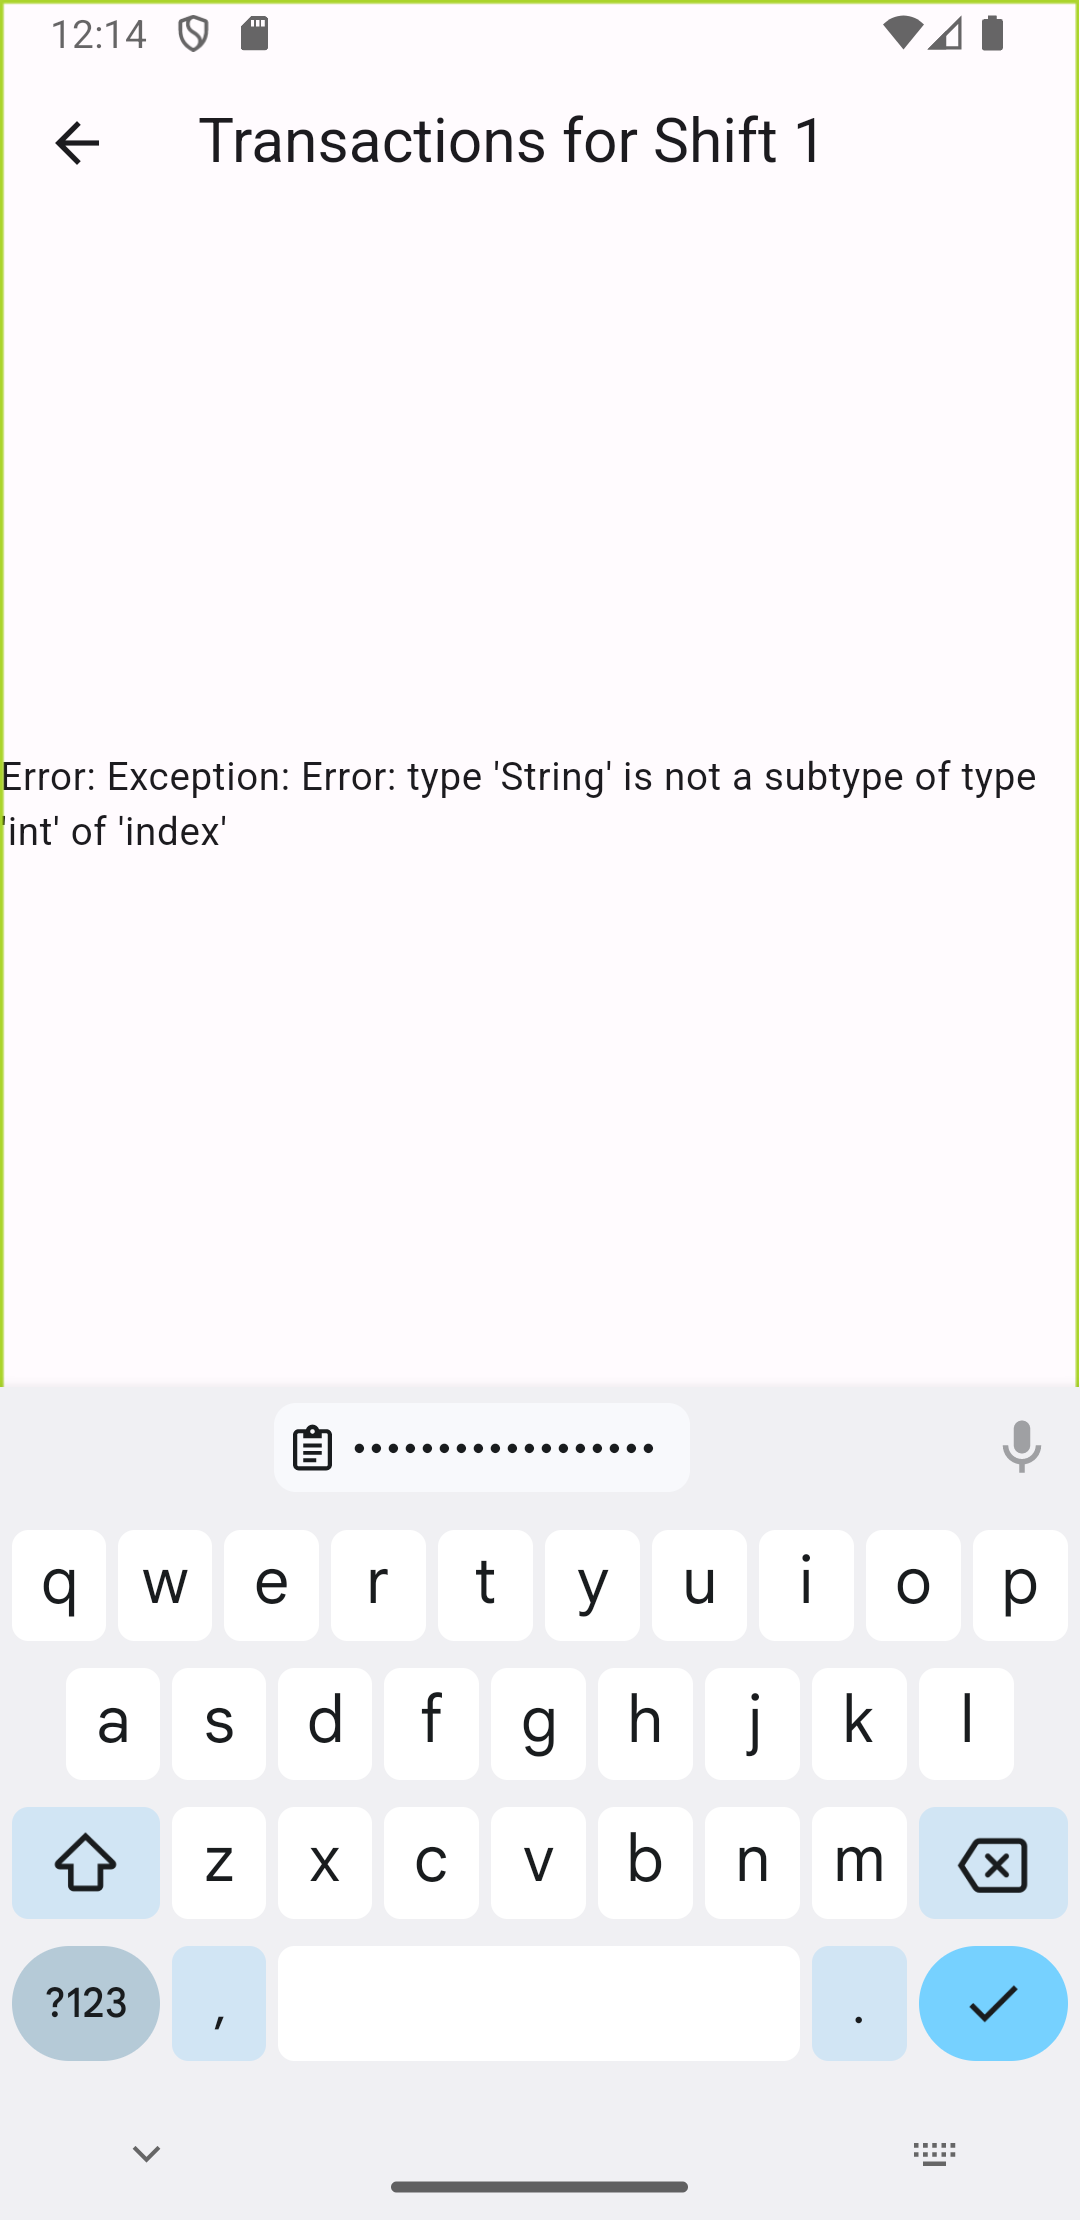 12:14
Transactions for Shift 1
Error: Exception: Error: type 'String' is not a subtype of type
'int' of 'index'
••••••••••••••••••
q w e r t y u i o p
a s d f g h j k l
z x c v b n m
?123 , .